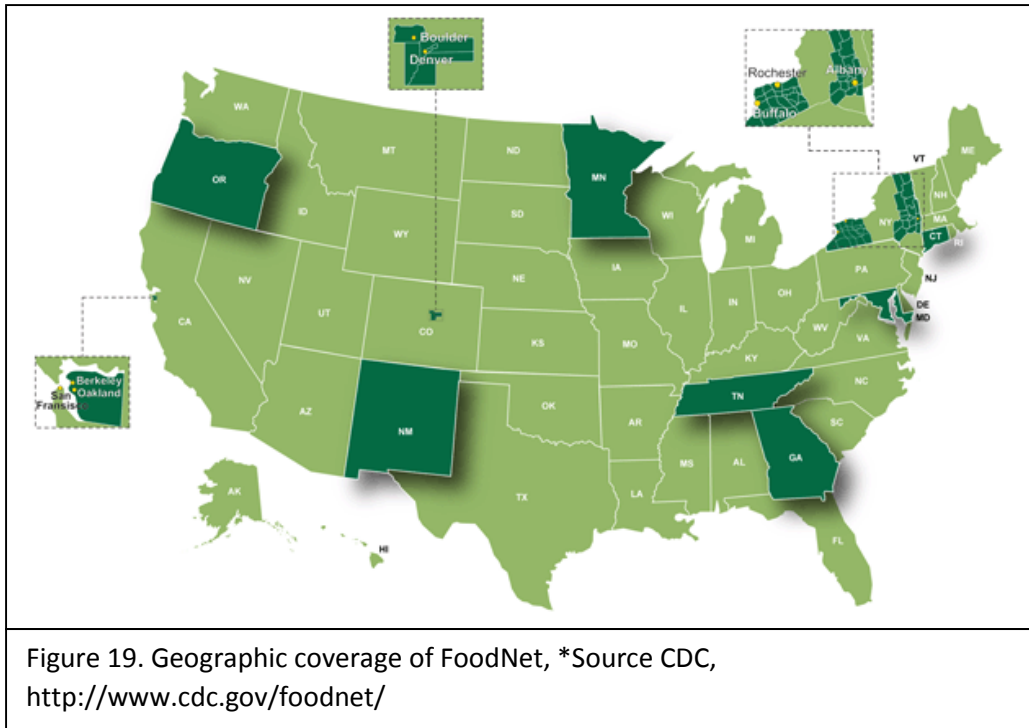 Boulder
Denver
Rochester
Albany
Buffalo
WA
MT
ND
MN
VT
ME
OR
ID
SD
WI
NH
MA
NY
CT
RI
WY
MI
IA
PA
NJ
NV
NE
UT
CO
IL
IN
OH
DE
MD
CA
KS
MO
WV
VA
KY
Berkeley
San
Oakland
Fransisco
NC
TN
AZ
NM
OK
AR
SC
MS
AL
GA
TX
LA
AK
HI
FL
Figure 19. Geographic coverage of FoodNet, *Source CDC,
http://www.cdc.gov/foodnet/